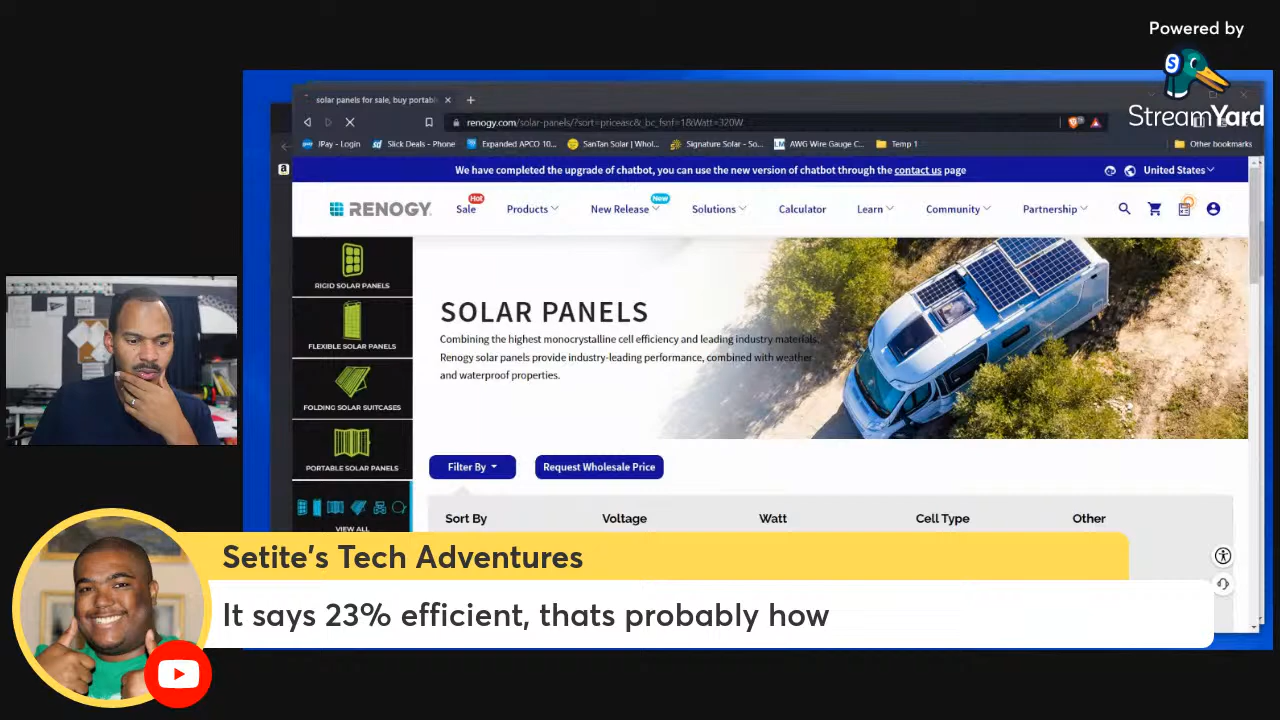 Powered by
StreamYard
solar panels for sale, buy portabl
renogy.com/solar-panels/?sort=priceasc&_bc_fsnf=1&Watt=320W
JPay - Login
Slick Deals - Phone
Expanded APCO 10...
SanTan Solar | Whol...
Signature Solar - So...
AWG Wire Gauge C...
Temp 1
Other bookmarks
We have completed the upgrade of chatbot, you can use the new version of chatbot through the contact us page
United States
RENOGY
Sale
Hot
Products
New Release
New
Solutions
Calculator
Learn
Community
Partnership
RIGID SOLAR PANELS
FLEXIBLE SOLAR PANELS
FOLDING SOLAR SUITCASES
PORTABLE SOLAR PANELS
VIEW ALL
SOLAR PANELS
Combining the highest monocrystalline cell efficiency and leading industry materials,
Renogy solar panels provide industry-leading performance, combined with weather
and waterproof properties.
Filter By
Request Wholesale Price
Sort By
Voltage
Watt
Cell Type
Other
Setite's Tech Adventures
It says 23% efficient, thats probably how